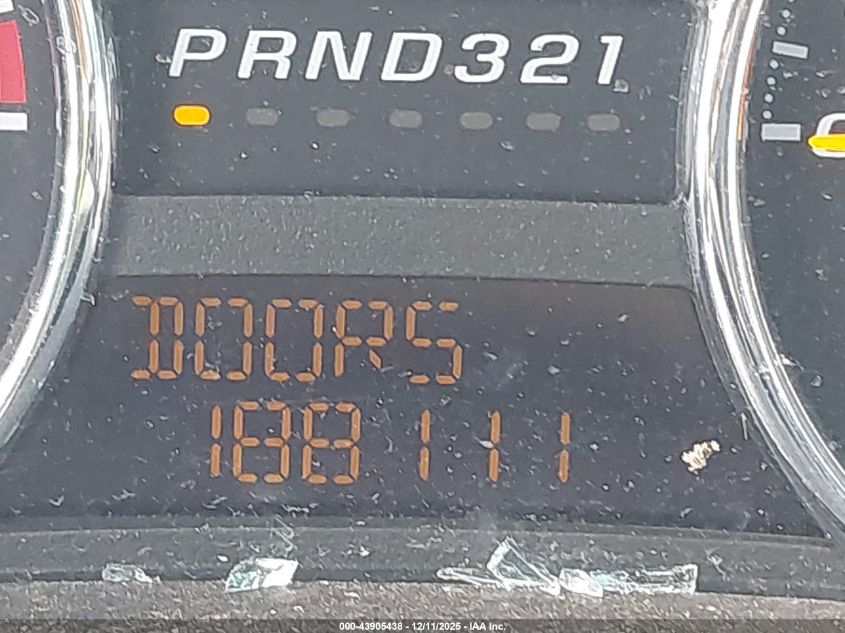 PRND321
DOORS
188111
000-43905438 - 12/11/2025 - IAA Inc.